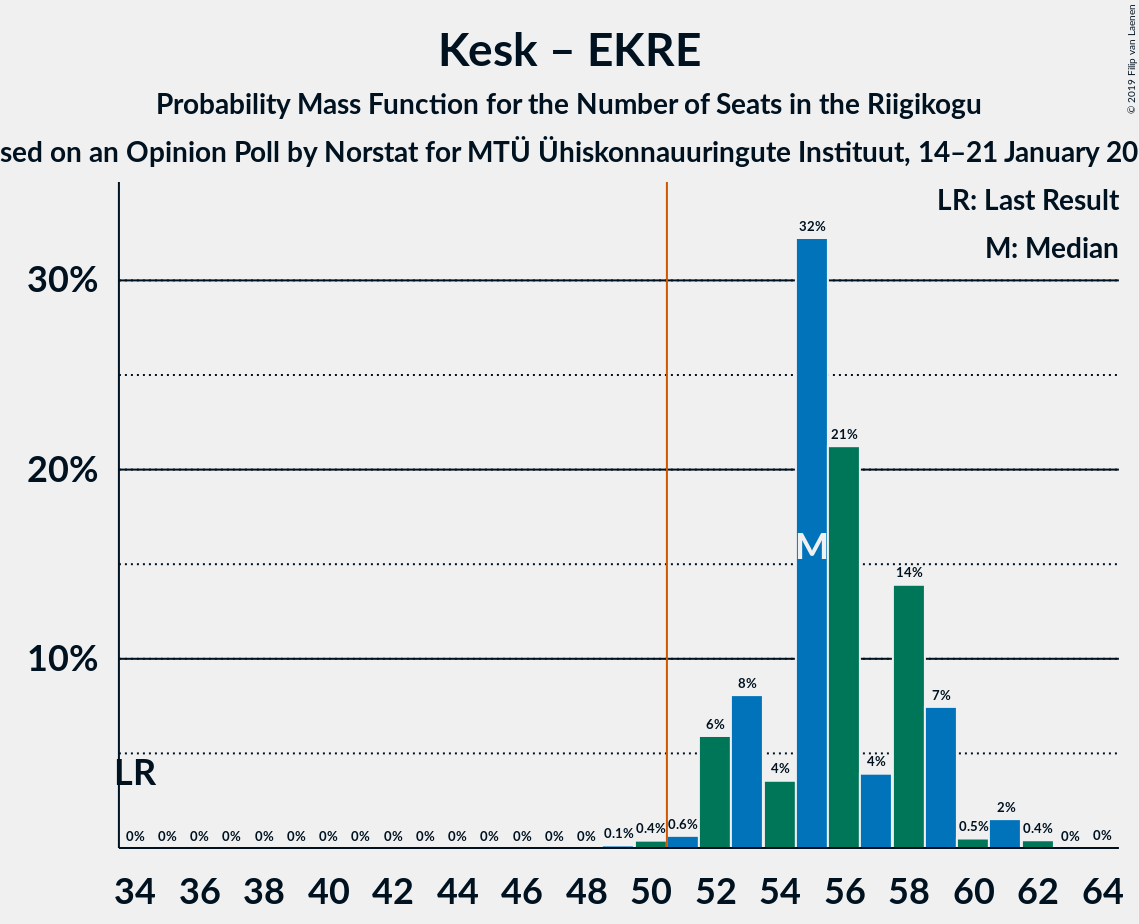 Kesk – EKRE
Probability Mass Function for the Number of Seats in the Riigikogu
sed on an Opinion Poll by Norstat for MTÜ Ühiskonnauuringute Instituut, 14–21 January 20
© 2019 Filip van Laenen
LR: Last Result
M: Median
30%
20%
10%
32%
21%
M
14%
8%
7%
6%
4%
4%
LR
2%
0% 0% 0% 0% 0% 0% 0% 0% 0% 0% 0% 0% 0% 0% 0% 0.1% 0.4% 0.6% 0.5% 0.4% 0% 0%
34 36 38 40 42 44 46 48 50 52 54 56 58 60 62 64